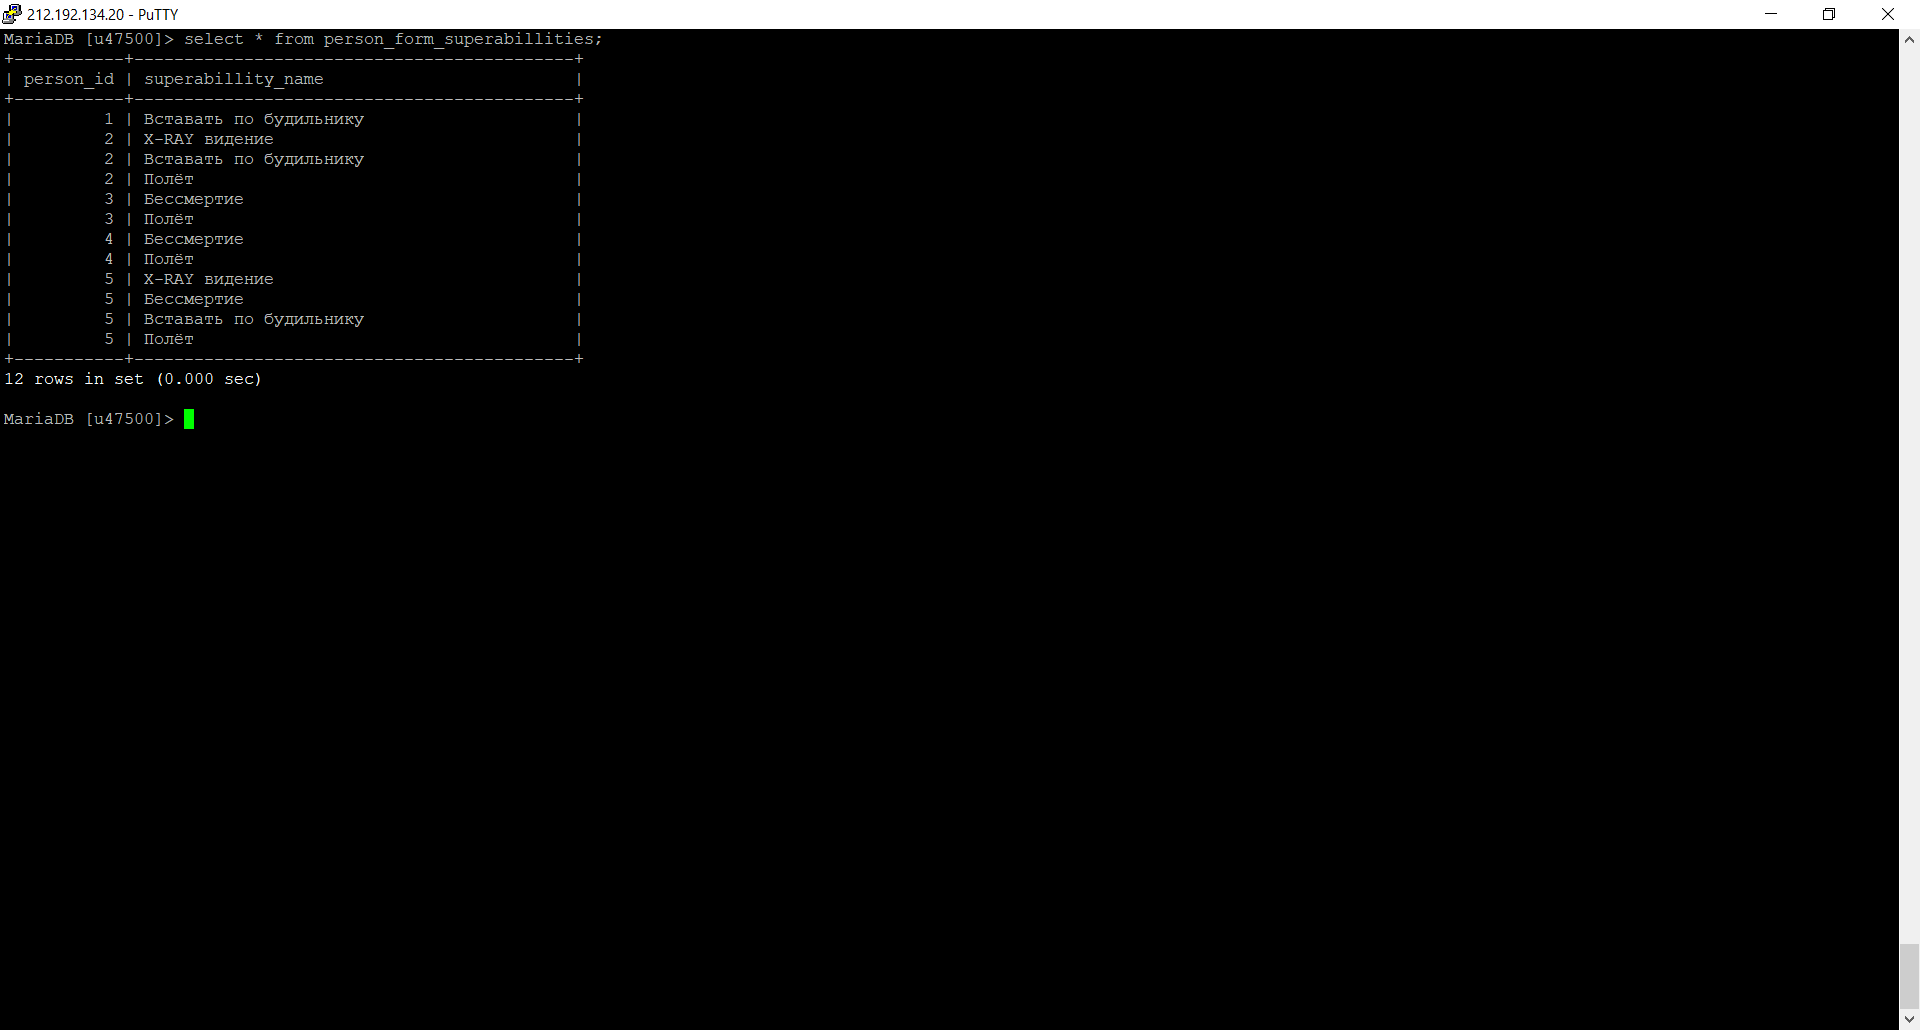 212.192.134.20 - PuTTY
MariaDB [u47500]> select * from person_form_superabillities;
+-----------+--------------------------------------------+
| person_id | superabillity_name                         |
+-----------+--------------------------------------------+
|         1 | Вставать по будильнику                     |
|         2 | X-RAY видение                              |
|         2 | Вставать по будильнику                     |
|         2 | Полёт                                      |
|         3 | Бессмертие                                 |
|         3 | Полёт                                      |
|         4 | Бессмертие                                 |
|         4 | Полёт                                      |
|         5 | X-RAY видение                              |
|         5 | Бессмертие                                 |
|         5 | Вставать по будильнику                     |
|         5 | Полёт                                      |
+-----------+--------------------------------------------+
12 rows in set (0.000 sec)
MariaDB [u47500]>